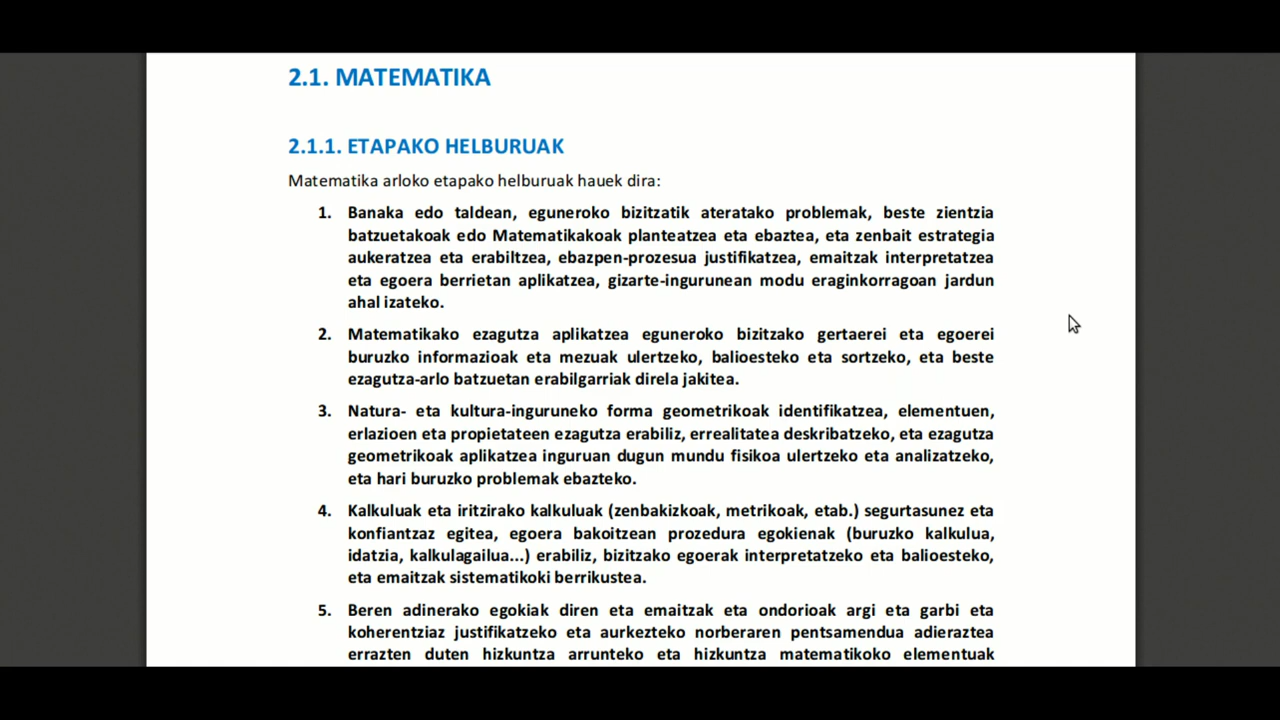 2.1. MATEMATIKA
2.1.1. ETAPAKO HELBURUAK
Matematika arloko etapako helburuak hauek dira:
1. Banaka edo taldean, eguneroko bizitzatik ateratako problemak, beste zientzia
batzuetakoak edo Matematikakoak planteatzea eta ebaztea, eta zenbait estrategia
aukeratzea eta erabiltzea, ebazpen-prozesua justifikatzea, emaitzak interpretatzea
eta egoera berrietan aplikatzea, gizarte-ingurunean modu eraginkorragoan jardun
ahal izateko.
2. Matematikako ezagutza aplikatzea eguneroko bizitzako gertaerei eta egoerei
buruzko informazioak eta mezuak ulertzeko, balioesteko eta sortzeko, eta beste
ezagutza-arlo batzuetan erabilgarriak direla jakitea.
3. Natura- eta kultura-inguruneko forma geometrikoak identifikatzea, elementuen,
erlazioen eta propietateen ezagutza erabiliz, errealitatea deskribatzeko, eta ezagutza
geometrikoak aplikatzea inguruan dugun mundu fisikoa ulertzeko eta analizatzeko,
eta hari buruzko problemak ebazteko.
4. Kalkuluak eta iritzirako kalkuluak (zenbakizkoak, metrikoak, etab.) segurtasunez eta
konfiantzaz egitea, egoera bakoitzean prozedura egokienak (buruzko kalkulua,
idatzia, kalkulagailua...) erabiliz, bizitzako egoerak interpretatzeko eta balioesteko,
eta emaitzak sistematikoki berrikustea.
5. Beren adinerako egokiak diren eta emaitzak eta ondorioak argi eta garbi eta
koherentziaz justifikatzeko eta aurkezteko norberaren pentsamendua adieraztea
errazten duten hizkuntza arrunteko eta hizkuntza matematikoko elementuak